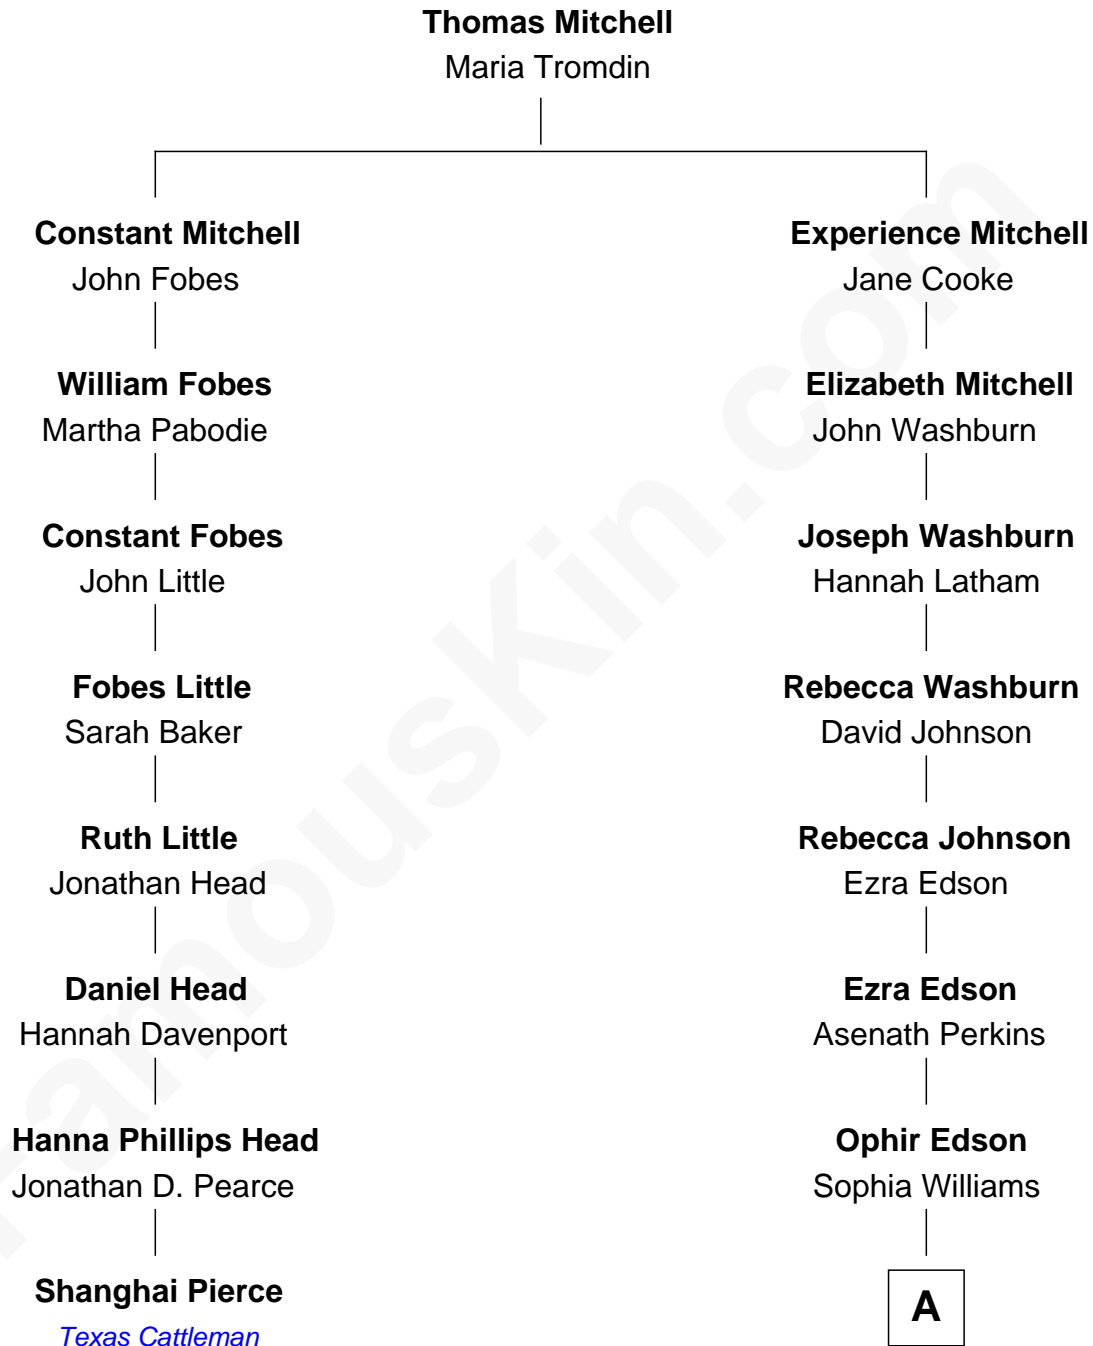 Thomas Mitchell
Maria Tromdin
Constant Mitchell
John Fobes
William Fobes
Martha Pabodie
Constant Fobes
John Little
Fobes Little
Sarah Baker
Ruth Little
Jonathan Head
Daniel Head
Hannah Davenport
Hanna Phillips Head
Jonathan D. Pearce
Shanghai Pierce
Texas Cattleman
Experience Mitchell
Jane Cooke
Elizabeth Mitchell
John Washburn
Joseph Washburn
Hannah Latham
Rebecca Washburn
David Johnson
Rebecca Johnson
Ezra Edson
Ezra Edson
Asenath Perkins
Ophir Edson
Sophia Williams
A
FamousKin.com